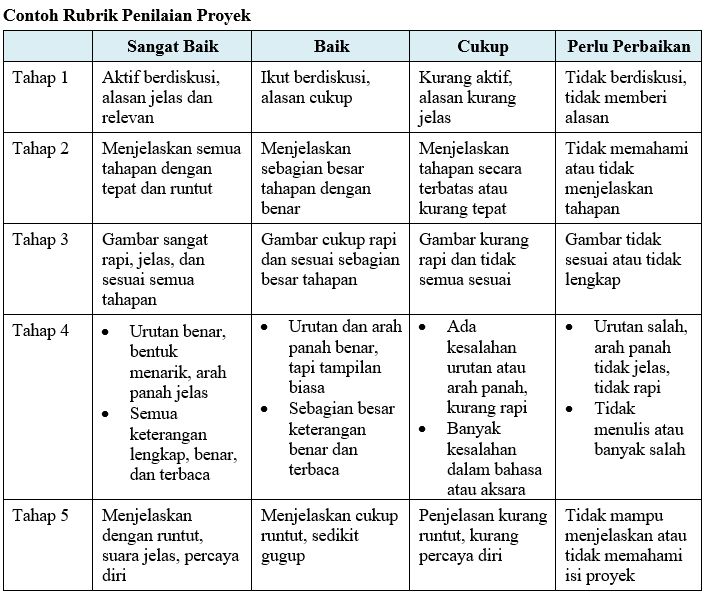 Contoh Rubrik Penilaian Proyek
Sangat Baik
Baik
Cukup
Perlu Perbaikan
Tahap 1
Aktif berdiskusi,
alasan jelas dan
relevan
Ikut berdiskusi,
alasan cukup
Kurang aktif,
alasan kurang
jelas
Tidak berdiskusi,
tidak memberi
alasan
Tahap 2
Menjelaskan semua
tahapan dengan
tepat dan runtut
Menjelaskan
sebagian besar
tahapan dengan
benar
Menjelaskan
tahapan secara
terbatas atau
kurang tepat
Tidak memahami
atau tidak
menjelaskan
tahapan
Tahap 3
Gambar sangat
rapi, jelas, dan
sesuai semua
tahapan
Gambar cukup rapi
dan sesuai sebagian
besar tahapan
Gambar kurang
rapi dan tidak
semua sesuai
Gambar tidak
sesuai atau tidak
lengkap
Tahap 4
• Urutan benar,
bentuk
menarik, arah
panah jelas
• Semua
keterangan
lengkap, benar,
dan terbaca
• Urutan dan arah
panah benar,
tapi tampilan
biasa
• Sebagian besar
keterangan
benar dan
terbaca
• Ada
kesalahan
urutan atau
arah panah,
kurang rapi
• Banyak
kesalahan
dalam bahasa
atau aksara
• Urutan salah,
arah panah
tidak jelas,
tidak rapi
• Tidak
menulis atau
banyak salah
Tahap 5
Menjelaskan
dengan runtut,
suara jelas, percaya
diri
Menjelaskan cukup
runtut, sedikit
gugup
Penjelasan kurang
runtut, kurang
percaya diri
Tidak mampu
menjelaskan atau
tidak memahami
isi proyek